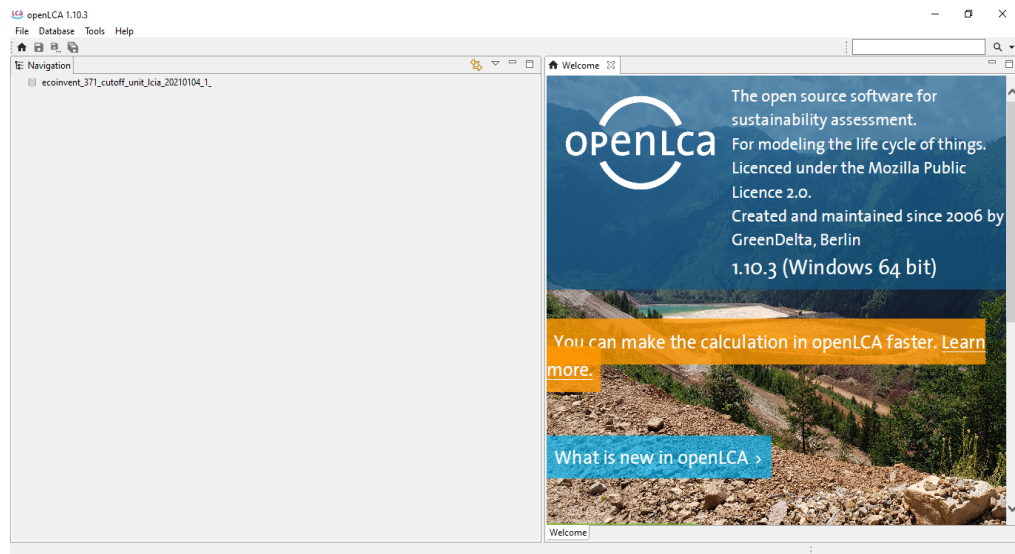 LCA openLCA 1.10.3
File Database Tools Help
Navigation
ecoinvent_371_cutoff_unit_lcia_20210104_1_
Welcome
openLca
The open source software for
sustainability assessment.
For modeling the life cycle of things.
Licenced under the Mozilla Public
Licence 2.0.
Created and maintained since 2006 by
GreenDelta, Berlin
1.10.3 (Windows 64 bit)
You can make the calculation in openLCA faster. Learn
more.
What is new in openLCA ›
Welcome